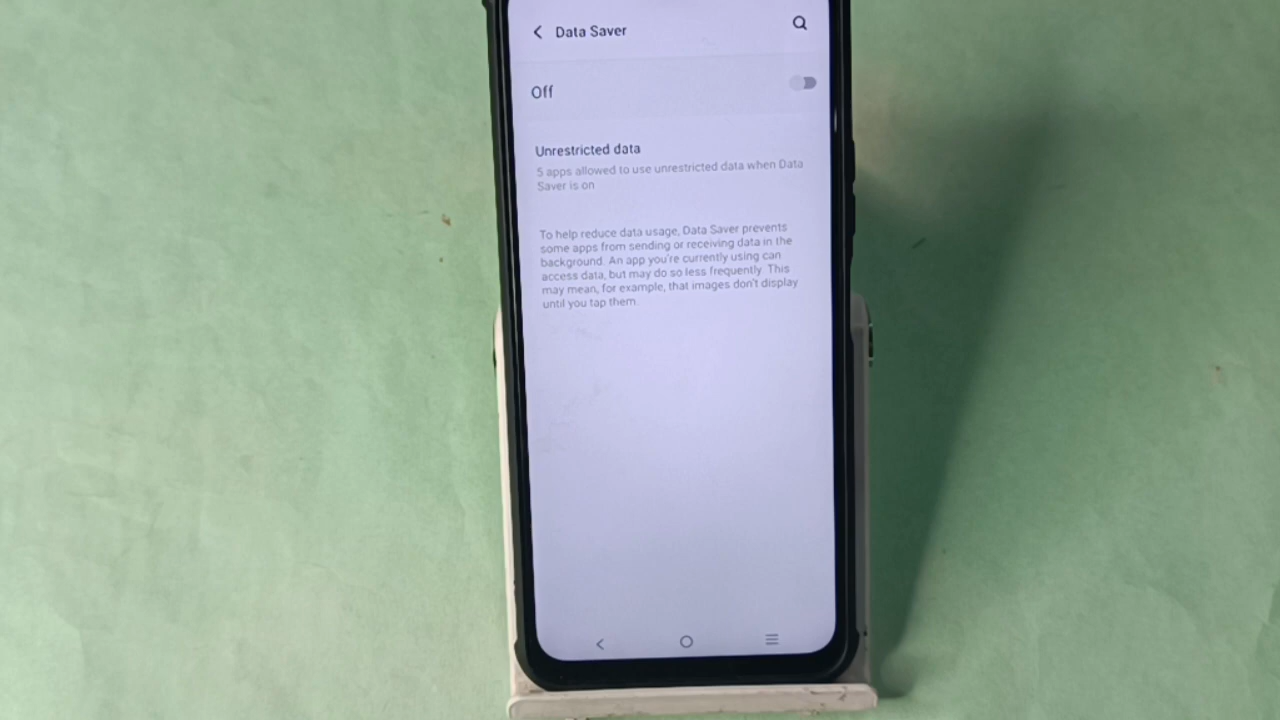 Data Saver
Off
Unrestricted data
5 apps allowed to use unrestricted data when Data
Saver is on
To help reduce data usage, Data Saver prevents
some apps from sending or receiving data in the
background. An app you're currently using can
access data, but may do so less frequently. This
may mean, for example, that images don't display
until you tap them.